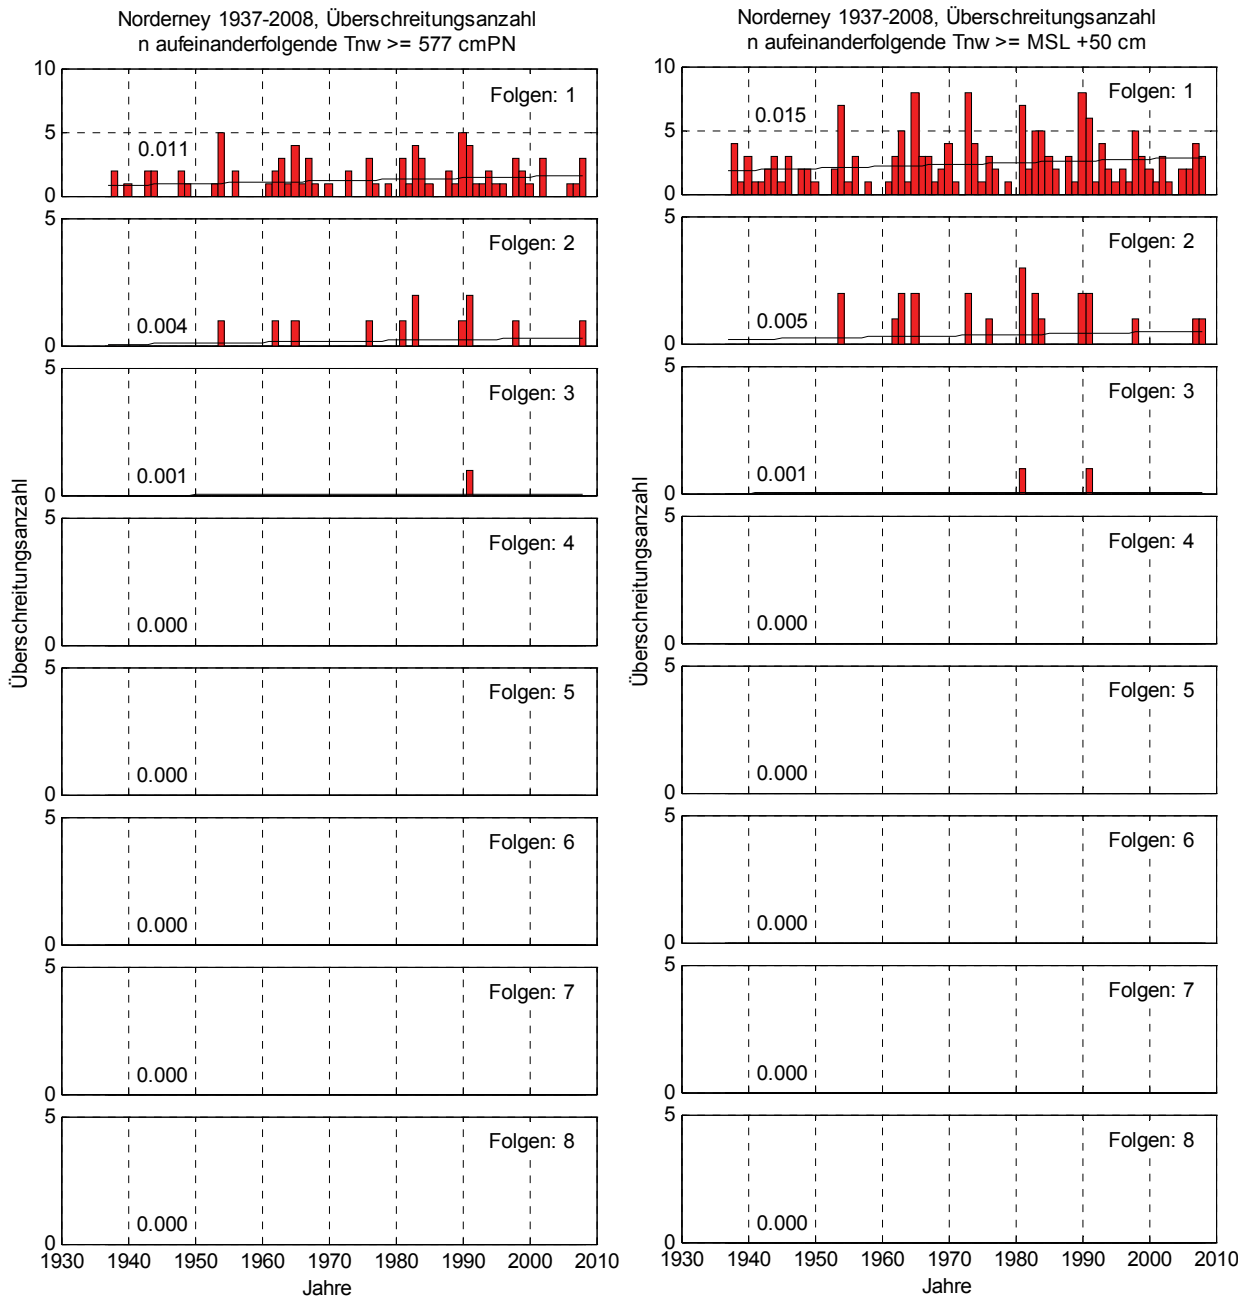 Norderney 1937-2008, Überschreitungsanzahl
n aufeinanderfolgende Tnw >= 577 cmPN
10
5
0
Folgen: 1
0.011
5
0
Folgen: 2
0.004
5
0
Folgen: 3
0.001
5
0
Folgen: 4
0.000
5
0
Folgen: 5
0.000
5
0
Folgen: 6
0.000
5
0
Folgen: 7
0.000
5
0
Folgen: 8
0.000
1930 1940 1950 1960 1970 1980 1990 2000 2010
Jahre
Überschreitungsanzahl
Norderney 1937-2008, Überschreitungsanzahl
n aufeinanderfolgende Tnw >= MSL +50 cm
10
5
0
Folgen: 1
0.015
5
0
Folgen: 2
0.005
5
0
Folgen: 3
0.001
5
0
Folgen: 4
0.000
5
0
Folgen: 5
0.000
5
0
Folgen: 6
0.000
5
0
Folgen: 7
0.000
5
0
Folgen: 8
0.000
1930 1940 1950 1960 1970 1980 1990 2000 2010
Jahre
Überschreitungsanzahl